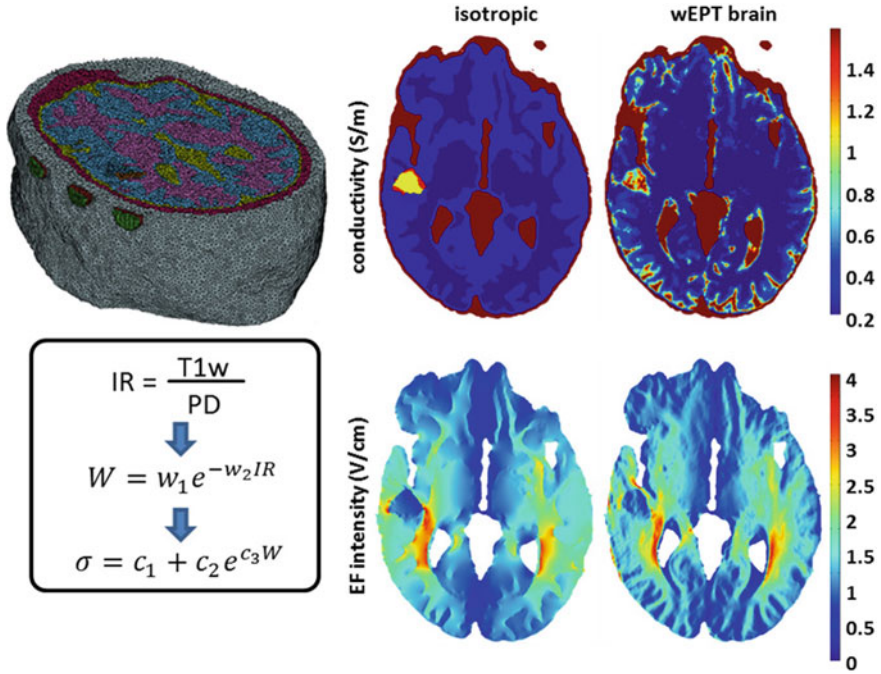 isotropic
wEPT brain
conductivity (S/m)
1.4
1.2
1
0.8
0.6
0.4
0.2
IR = T1w / PD
W = w₁e^{−w₂IR}
σ = c₁ + c₂e^{c₃W}
EF intensity (V/cm)
4
3.5
3
2.5
2
1.5
1
0.5
0